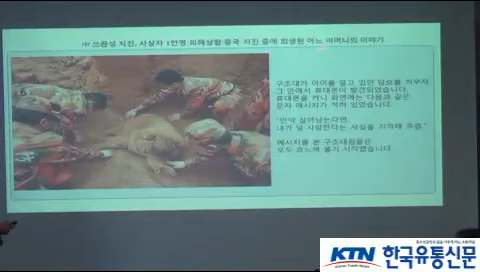 中 쓰촨성 지진, 사상자 1만명 피해상황 중국 지진 중에 희생된 어느 어머니의 이야기
구조대가 아이를 덮고 있던 담요를 치우자
그 안에서 휴대폰이 발견되었습니다.
휴대폰을 켜니 화면에는 다음과 같은
문자 메시지가 적혀 있었습니다.
"만약 살아남는다면,
내가 널 사랑한다는 사실을 기억해 주렴."
메시지를 본 구조대원들은
모두 흐느껴 울기 시작했습니다.
KTN 한국유통신문